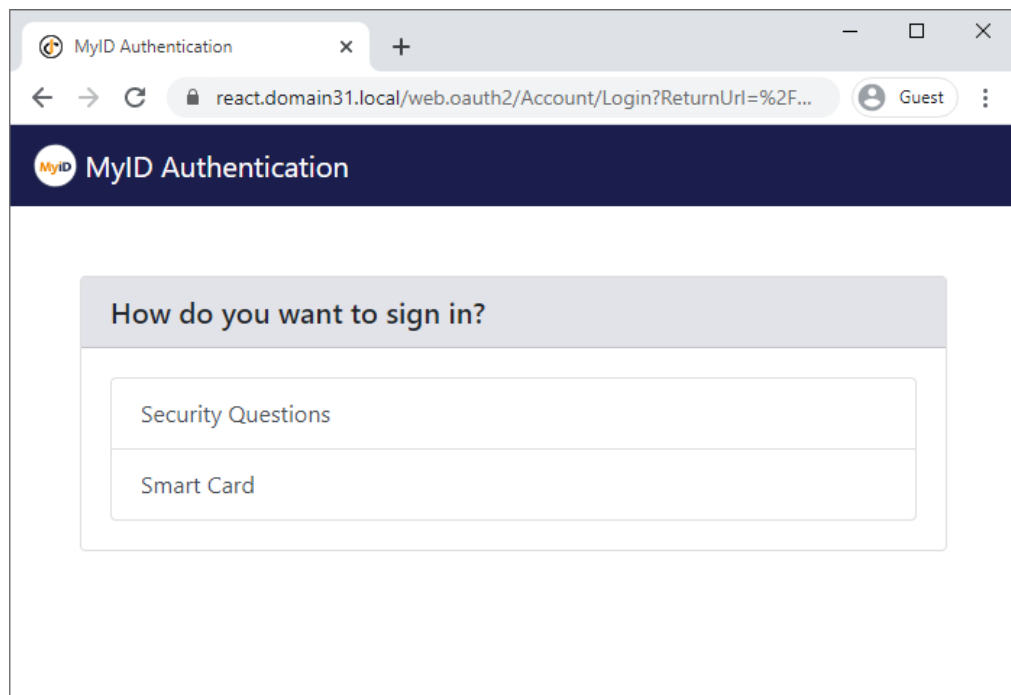 MyID Authentication
react.domain31.local/web.oauth2/Account/Login?ReturnUrl=%2F...
Guest
MyID MyID Authentication
How do you want to sign in?
Security Questions
Smart Card